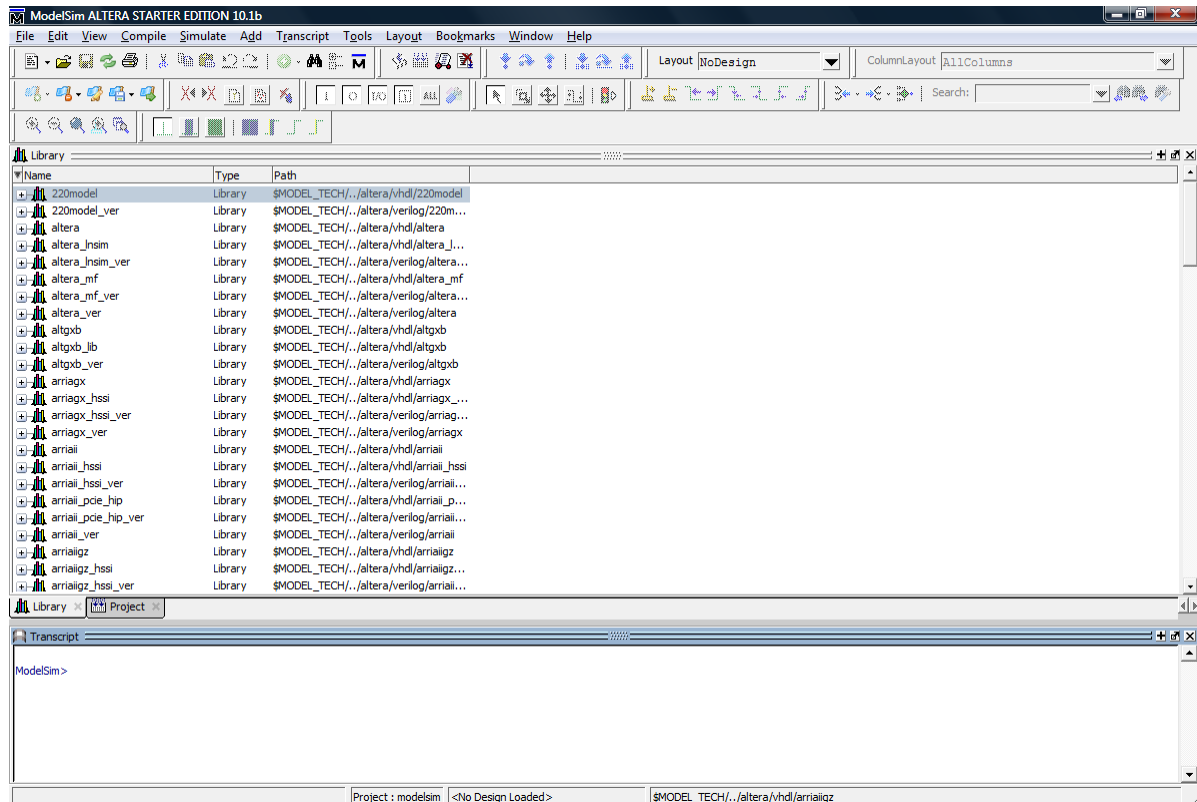 ModelSim ALTERA STARTER EDITION 10.1b
File Edit View Compile Simulate Add Transcript Tools Layout Bookmarks Window Help
Layout NoDesign ColumnLayout AllColumns
ALL Search:
Library
Name Type Path
220model Library $MODEL_TECH/../altera/vhdl/220model
220model_ver Library $MODEL_TECH/../altera/verilog/220m...
altera Library $MODEL_TECH/../altera/vhdl/altera
altera_lnsim Library $MODEL_TECH/../altera/vhdl/altera_l...
altera_lnsim_ver Library $MODEL_TECH/../altera/verilog/altera...
altera_mf Library $MODEL_TECH/../altera/vhdl/altera_mf
altera_mf_ver Library $MODEL_TECH/../altera/verilog/altera...
altera_ver Library $MODEL_TECH/../altera/verilog/altera
altgxb Library $MODEL_TECH/../altera/vhdl/altgxb
altgxb_lib Library $MODEL_TECH/../altera/vhdl/altgxb
altgxb_ver Library $MODEL_TECH/../altera/verilog/altgxb
arriagx Library $MODEL_TECH/../altera/vhdl/arriagx
arriagx_hssi Library $MODEL_TECH/../altera/vhdl/arriagx_...
arriagx_hssi_ver Library $MODEL_TECH/../altera/verilog/arriag...
arriagx_ver Library $MODEL_TECH/../altera/verilog/arriagx
arriaii Library $MODEL_TECH/../altera/vhdl/arriaii
arriaii_hssi Library $MODEL_TECH/../altera/vhdl/arriaii_hssi
arriaii_hssi_ver Library $MODEL_TECH/../altera/verilog/arriaii...
arriaii_pcie_hip Library $MODEL_TECH/../altera/vhdl/arriaii_p...
arriaii_pcie_hip_ver Library $MODEL_TECH/../altera/verilog/arriaii...
arriaii_ver Library $MODEL_TECH/../altera/verilog/arriaii
arriaiigz Library $MODEL_TECH/../altera/vhdl/arriaiigz
arriaiigz_hssi Library $MODEL_TECH/../altera/vhdl/arriaiigz...
arriaiigz_hssi_ver Library $MODEL_TECH/../altera/verilog/arriaii...
Library Project
Transcript
ModelSim>
Project : modelsim <No Design Loaded> $MODEL_TECH/../altera/vhdl/arriaiigz